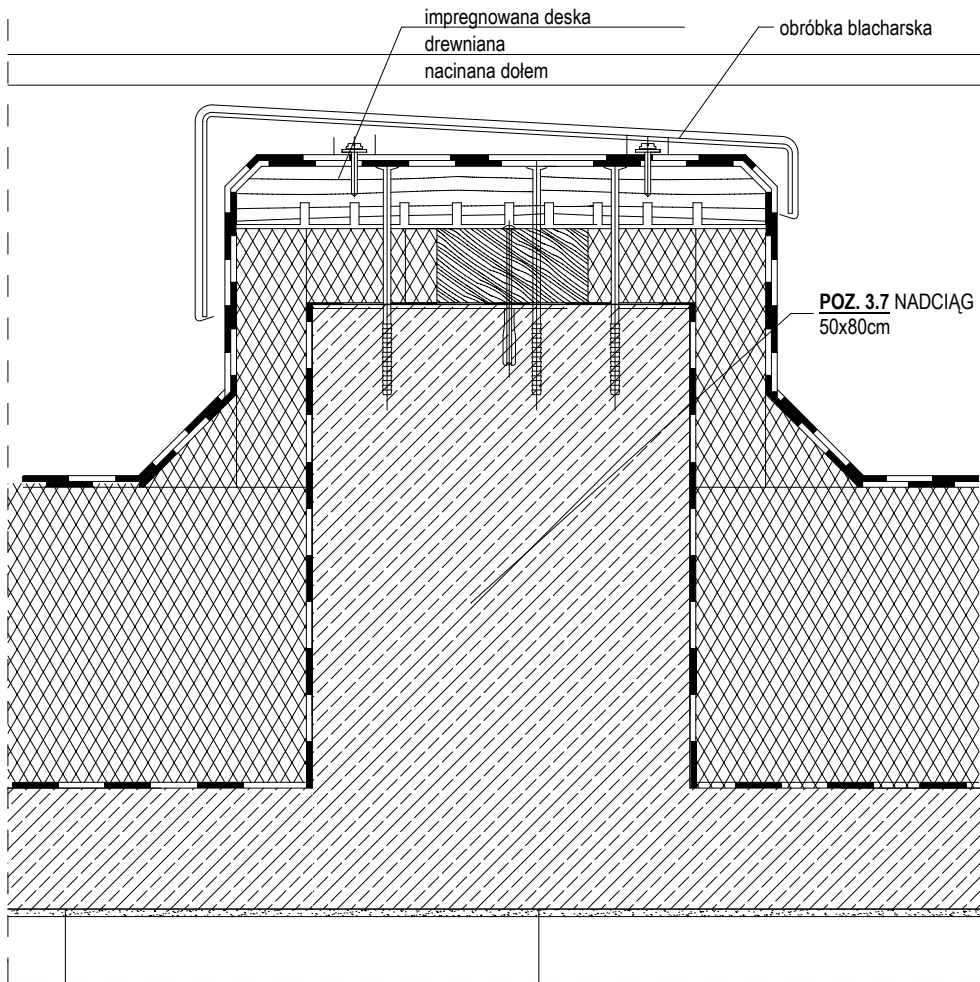 impregnowana deska
drewniana
nacinana dołem
obróbka blacharska
POZ. 3.7 NADCIĄG
50x80cm